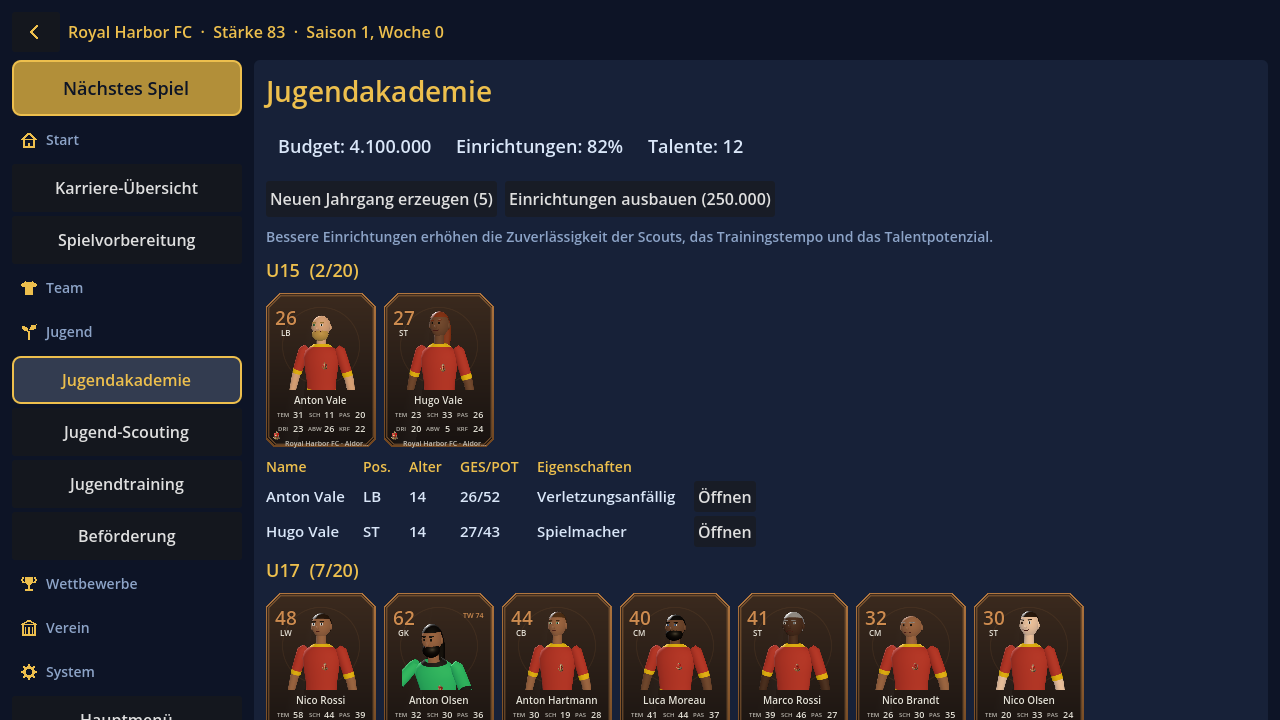 Royal Harbor FC · Stärke 83 · Saison 1, Woche 0
Nächstes Spiel
Start
Karriere-Übersicht
Spielvorbereitung
Team
Jugend
Jugendakademie
Jugend-Scouting
Jugendtraining
Beförderung
Wettbewerbe
Verein
System
Hauptmenü
Jugendakademie
Budget: 4.100.000 Einrichtungen: 82% Talente: 12
Neuen Jahrgang erzeugen (5) Einrichtungen ausbauen (250.000)
Bessere Einrichtungen erhöhen die Zuverlässigkeit der Scouts, das Trainingstempo und das Talentpotenzial.
U15 (2/20)
26
LB
Anton Vale
TEM 31 SCH 11 PAS 20
DRI 23 ABW 26 KRF 22
Royal Harbor FC · Aldor...
27
ST
Hugo Vale
TEM 23 SCH 33 PAS 26
DRI 20 ABW 5 KRF 24
Royal Harbor FC · Aldor...
Name Pos. Alter GES/POT Eigenschaften
Anton Vale LB 14 26/52 Verletzungsanfällig Öffnen
Hugo Vale ST 14 27/43 Spielmacher Öffnen
U17 (7/20)
48
LW
Nico Rossi
TEM 58 SCH 44 PAS 39
62
GK
TW 74
Anton Olsen
TEM 32 SCH 30 PAS 36
44
CB
Anton Hartmann
TEM 30 SCH 19 PAS 28
40
CM
Luca Moreau
TEM 41 SCH 44 PAS 37
41
ST
Marco Rossi
TEM 39 SCH 46 PAS 27
32
CM
Nico Brandt
TEM 26 SCH 30 PAS 35
30
ST
Nico Olsen
TEM 20 SCH 33 PAS 24